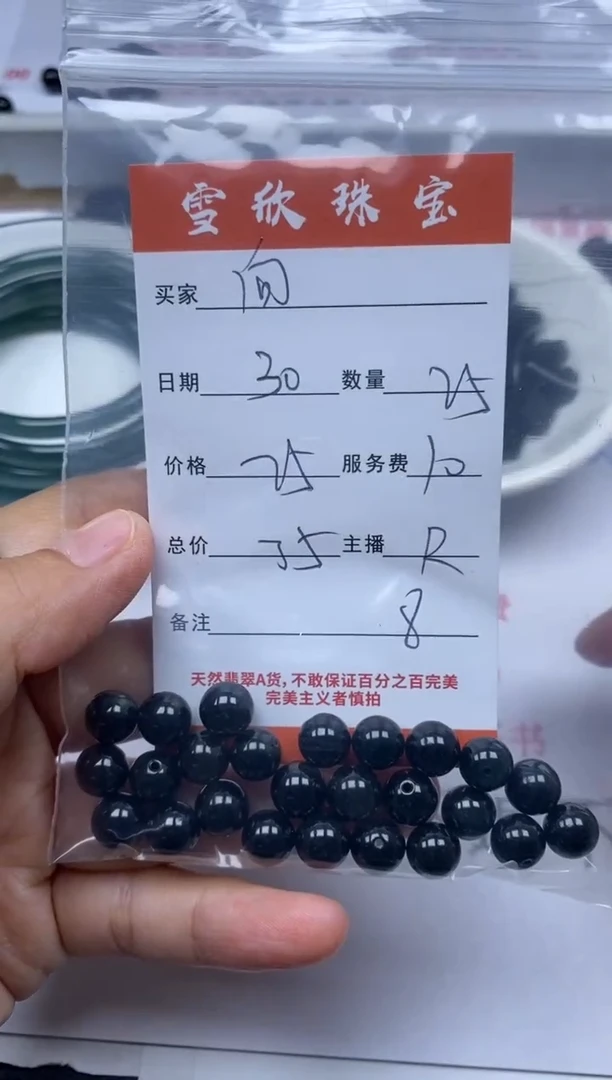 雪欣珠宝
买家 向
日期 30 数量 25
价格 25 服务费 10
总价 35 主播 R
备注 8
天然翡翠A货,不敢保证百分之百完美
完美主义者慎拍
书